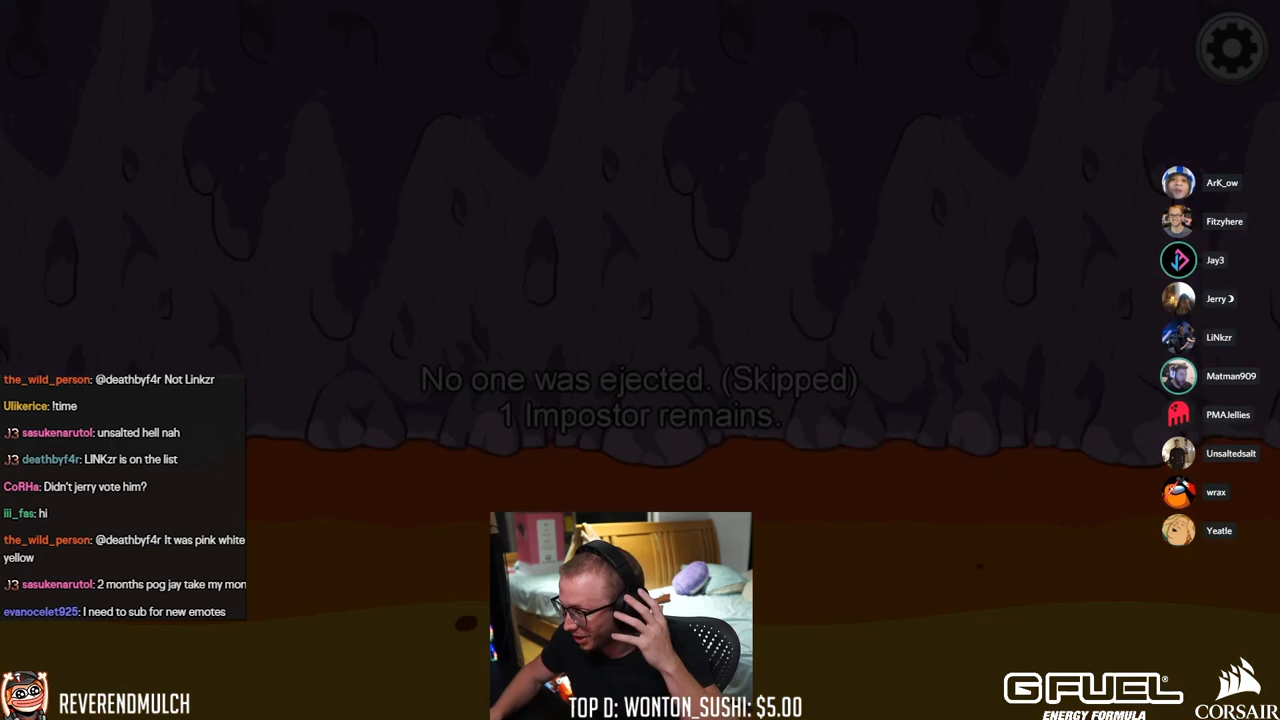 No one was ejected. (Skipped)
1 Impostor remains.
ArK_ow
Fitzyhere
Jay3
Jerry☽
LiNkzr
Matman909
PMAJellies
Unsaltedsalt
wrax
Yeatle
the_wild_person: @deathbyf4r Not Linkzr
Ulikerice: !time
J3 sasukenarutol: unsalted hell nah
J3 deathbyf4r: LINKzr is on the list
CoRHa: Didn't jerry vote him?
iii_fas: hi
the_wild_person: @deathbyf4r It was pink white
yellow
J3 sasukenarutol: 2 months pog jay take my mon
evanocelet925: I need to sub for new emotes
REVERENDMULCH
TOP D: WONTON_SUSHI: $5.00
G FUEL®
ENERGY FORMULA
CORSAIR